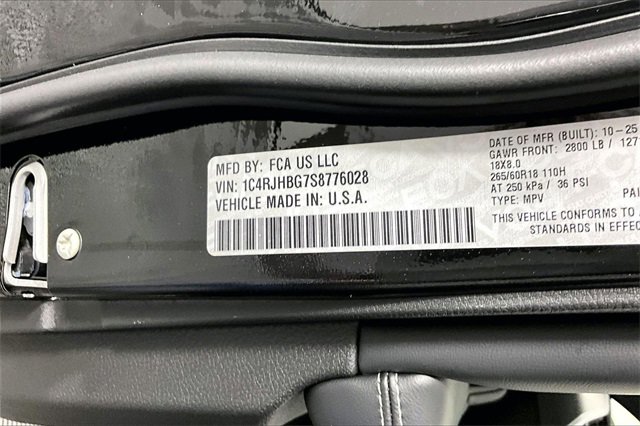 MFD BY: FCA US LLC
VIN: 1C4RJHBG7S8776028
VEHICLE MADE IN: U.S.A.
DATE OF MFR (BUILT): 10-25
GAWR FRONT: 2800 LB / 127
18X8.0
265/60R18 110H
AT 250 kPa / 36 PSI
TYPE: MPV
THIS VEHICLE CONFORMS TO
STANDARDS IN EFFEC